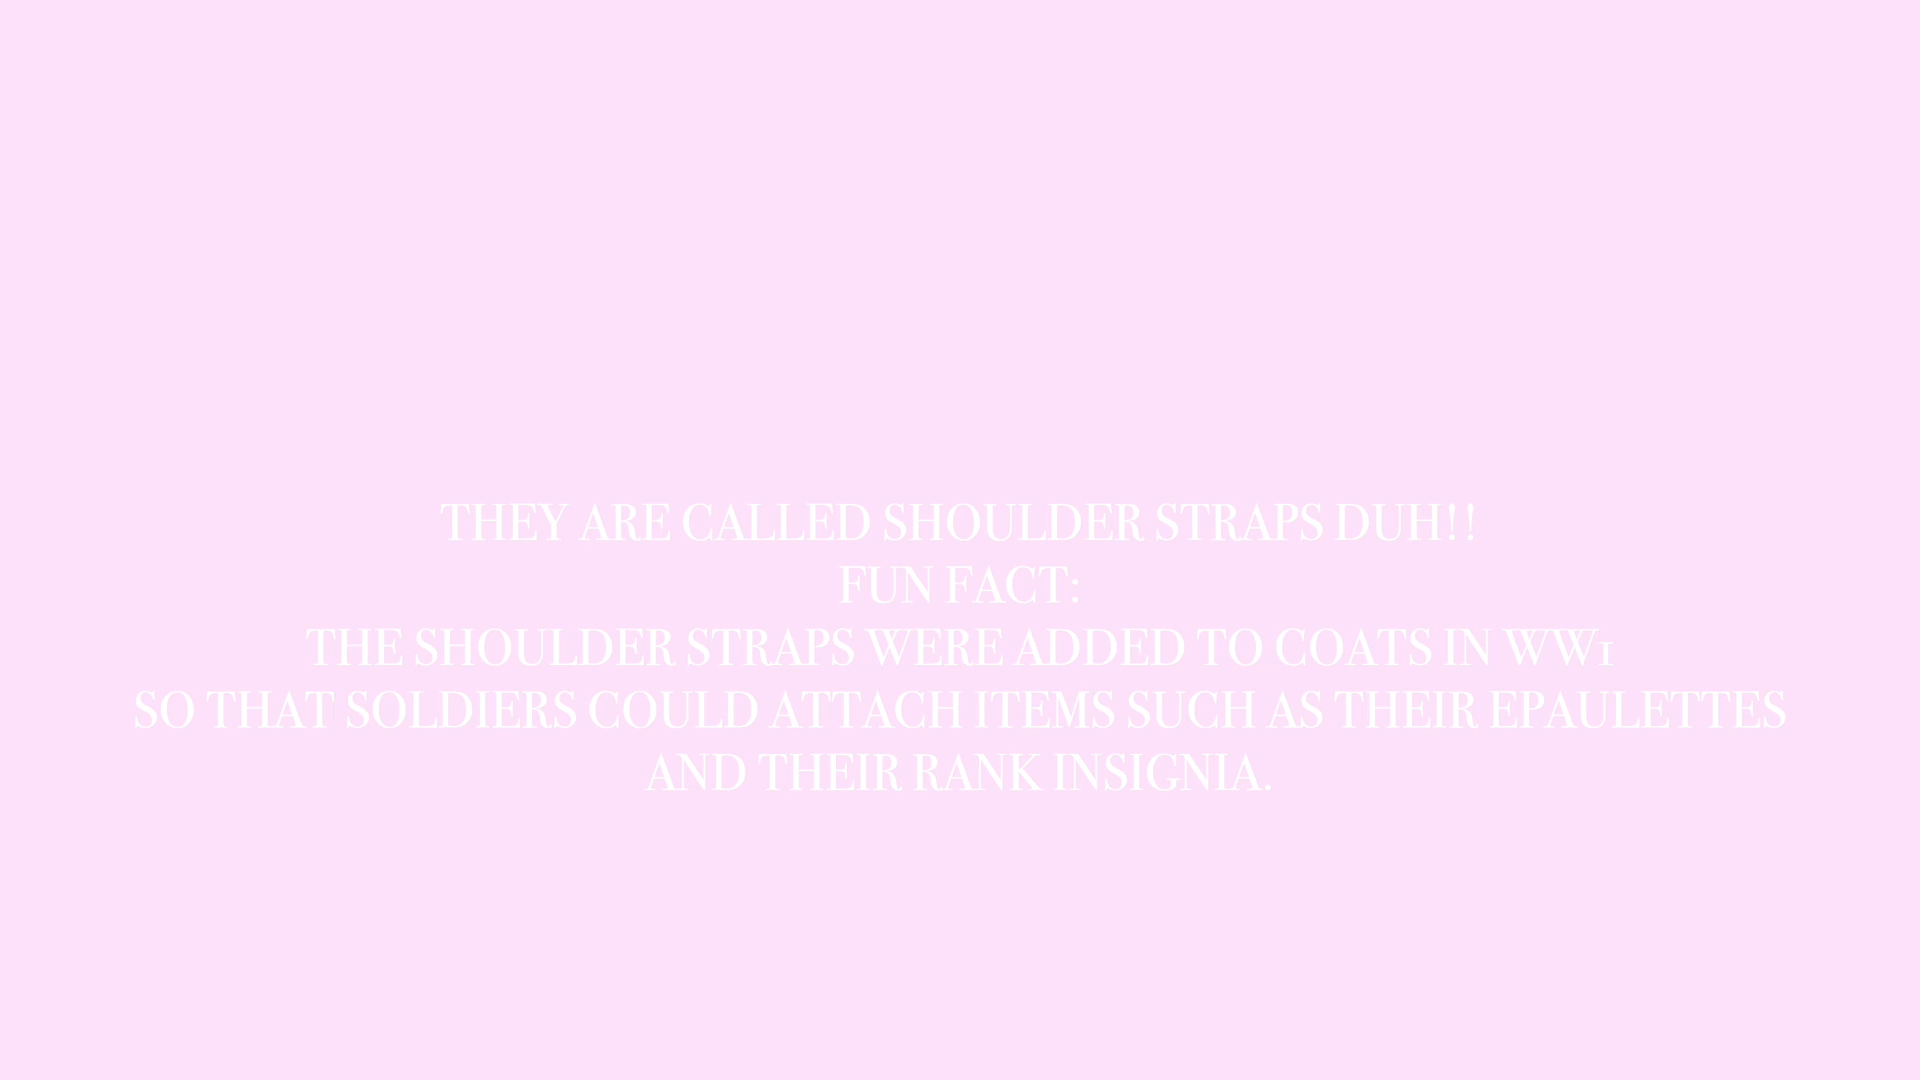 THEY ARE CALLED SHOULDER STRAPS DUH!!
FUN FACT:
THE SHOULDER STRAPS WERE ADDED TO COATS IN WW1
SO THAT SOLDIERS COULD ATTACH ITEMS SUCH AS THEIR EPAULETTES
AND THEIR RANK INSIGNIA.